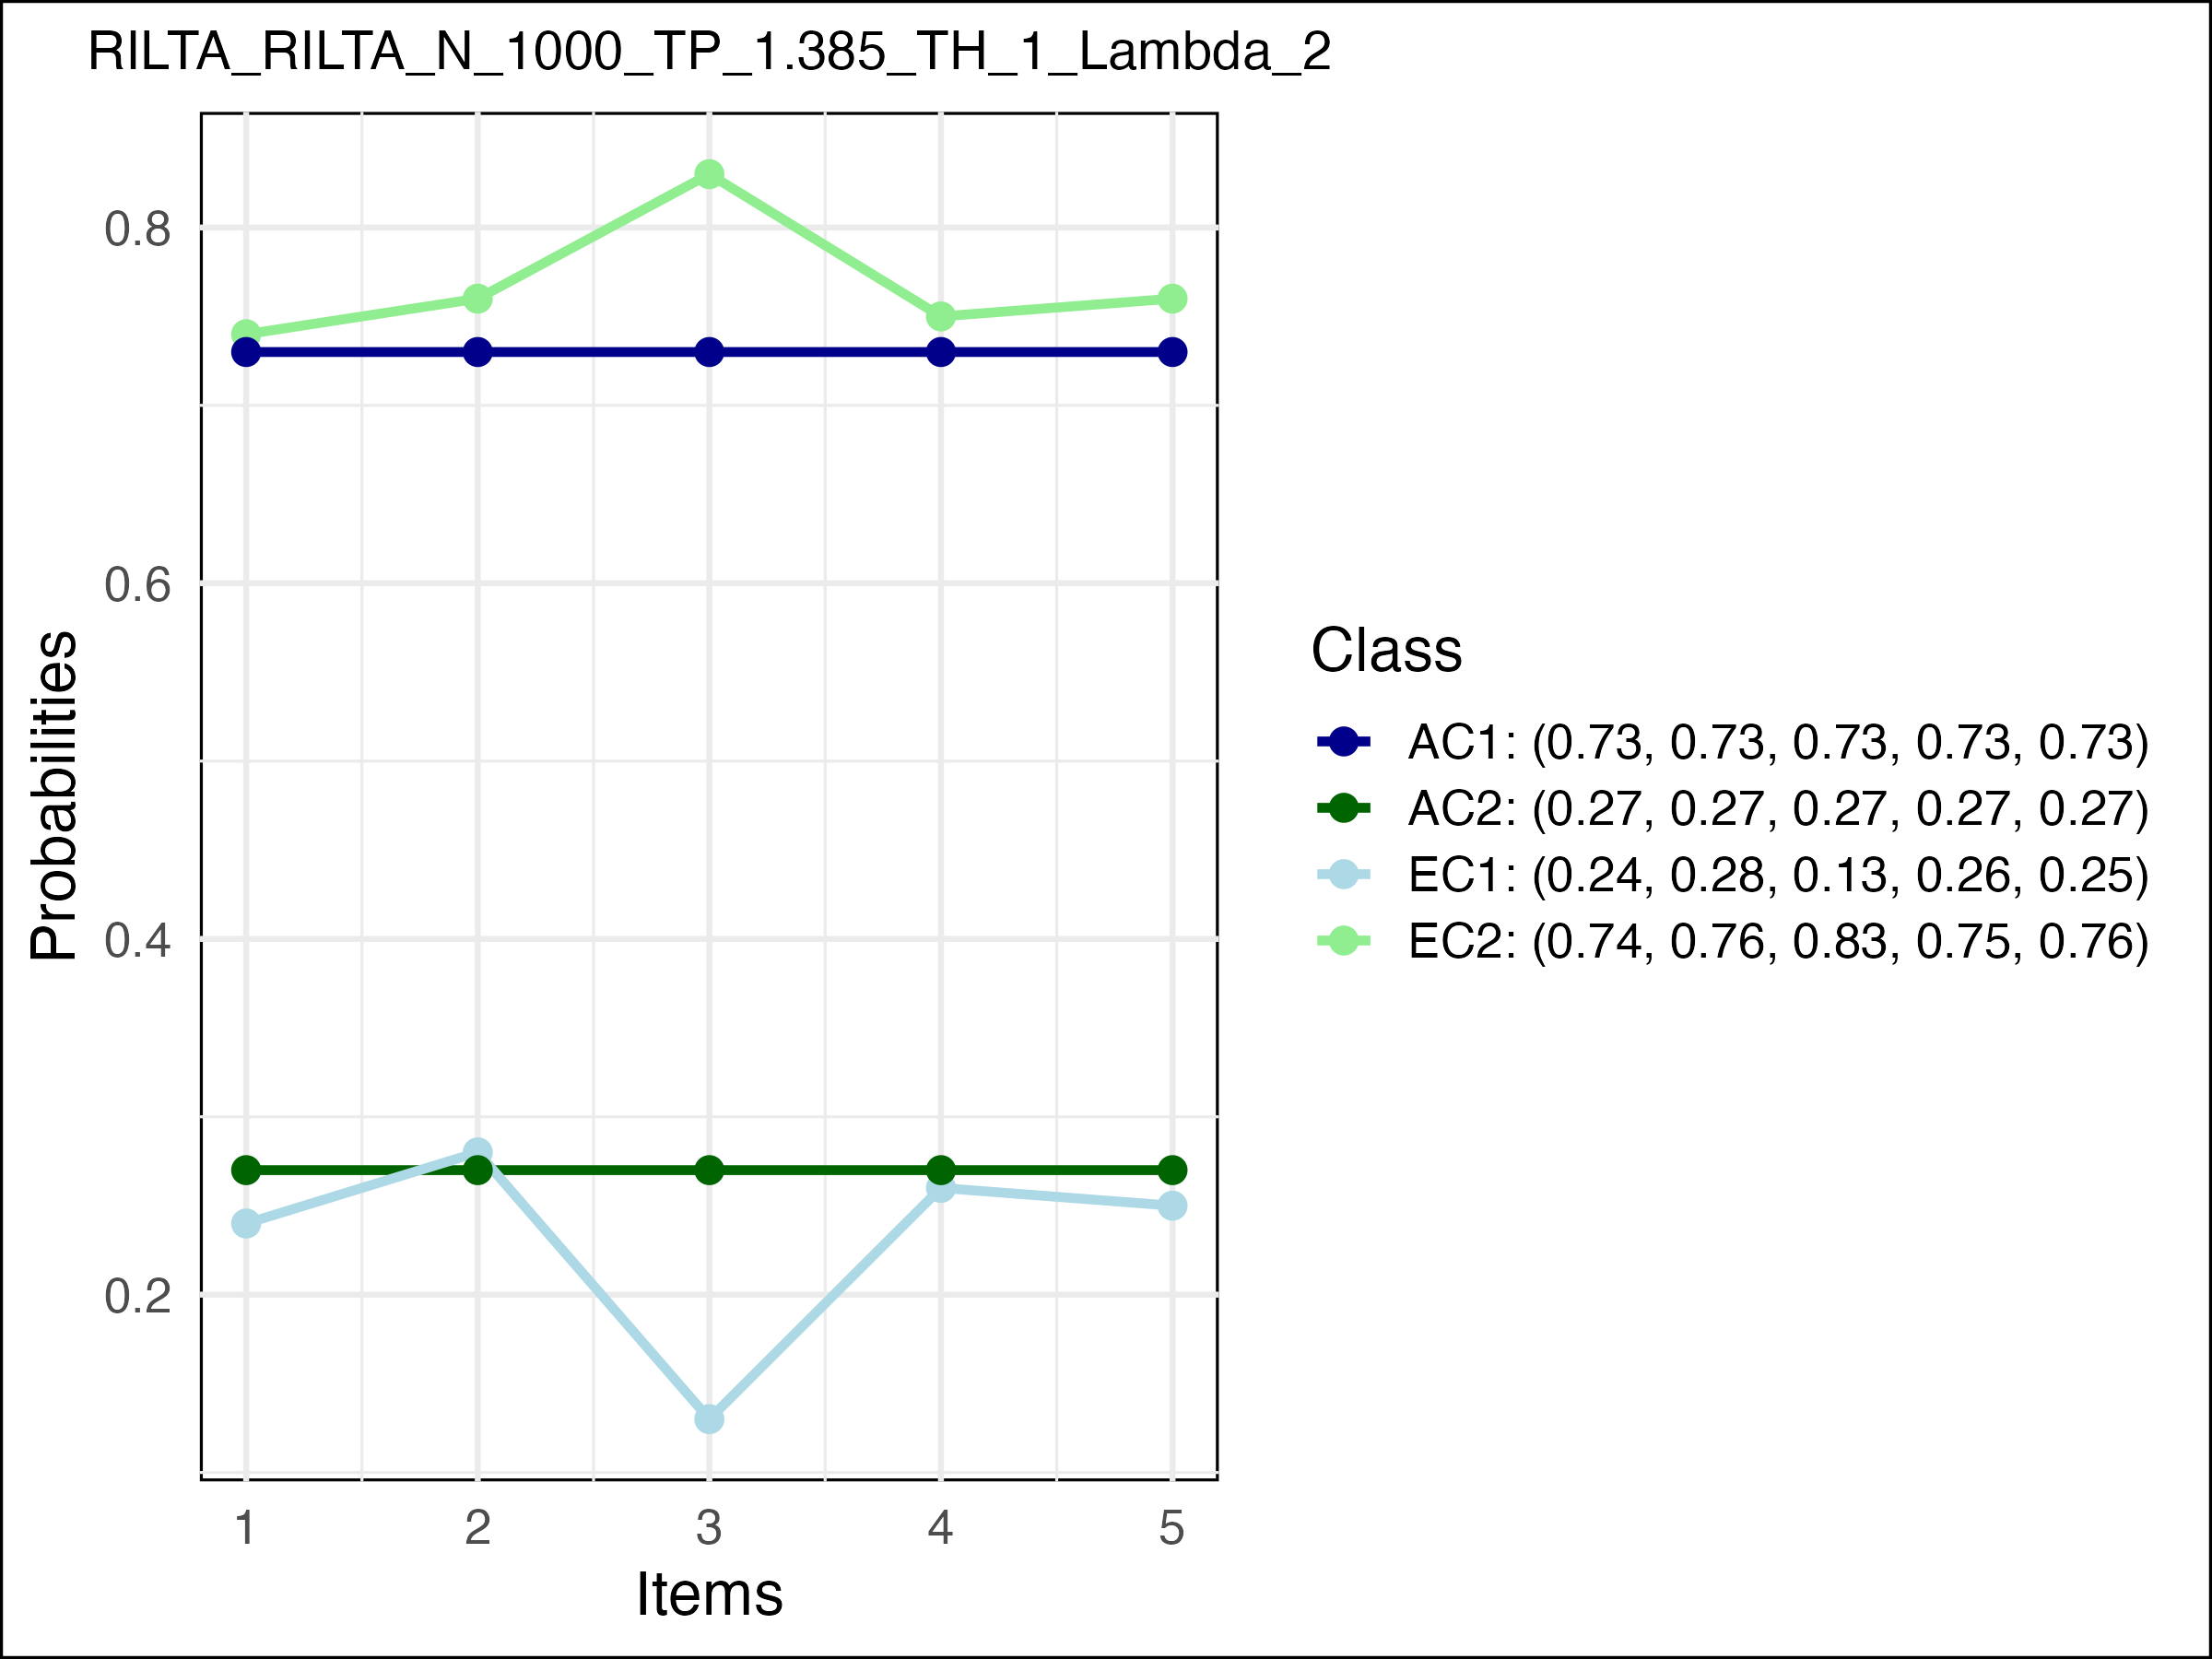 RILTA_RILTA_N_1000_TP_1.385_TH_1_Lambda_2
0.8
0.6
0.4
0.2
Probabilities
1 2 3 4 5
Items
Class
AC1: (0.73, 0.73, 0.73, 0.73, 0.73)
AC2: (0.27, 0.27, 0.27, 0.27, 0.27)
EC1: (0.24, 0.28, 0.13, 0.26, 0.25)
EC2: (0.74, 0.76, 0.83, 0.75, 0.76)